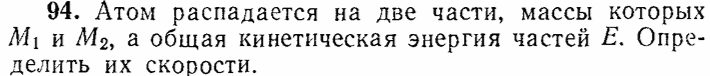 94. Атом распадается на две части, массы которых
M₁ и M₂, а общая кинетическая энергия частей E. Опре-
делить их скорости.